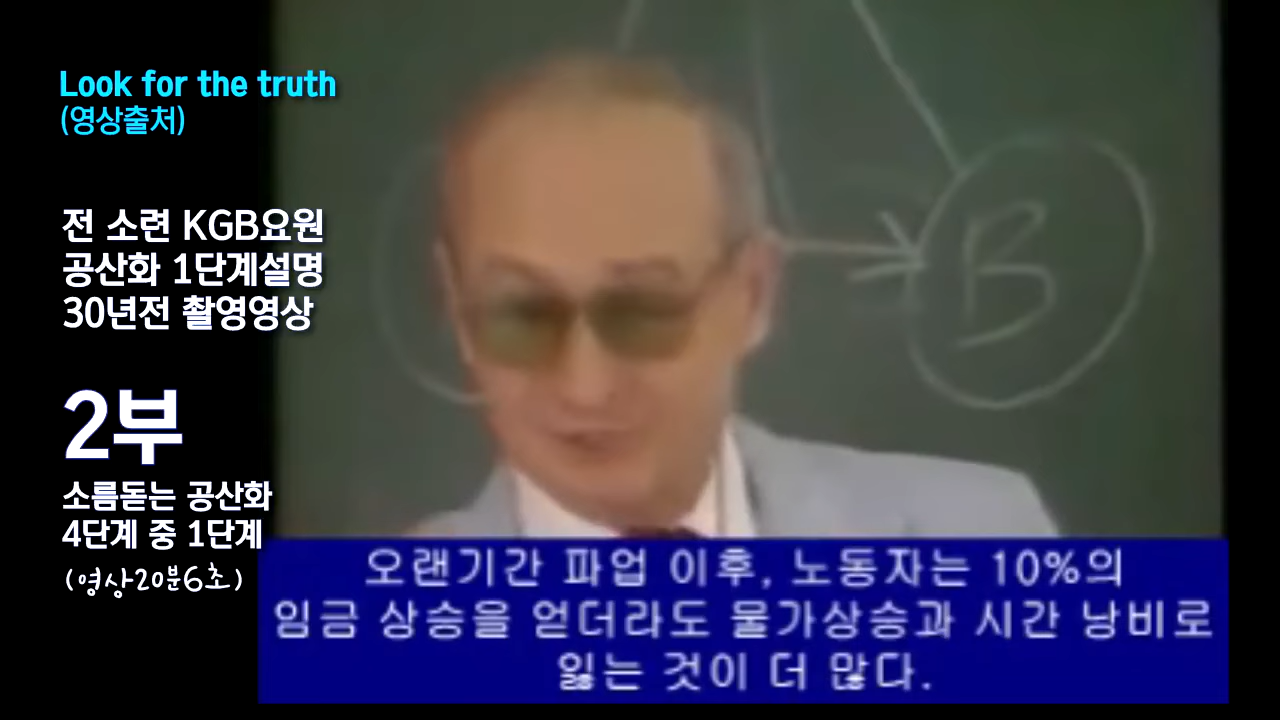 Look for the truth
(영상출처)
전 소련 KGB요원
공산화 1단계설명
30년전 촬영영상
2부
소름돋는 공산화
4단계 중 1단계
(영상20분6초)
B
오랜기간 파업 이후, 노동자는 10%의
임금 상승을 얻더라도 물가상승과 시간 낭비로
잃는 것이 더 많다.